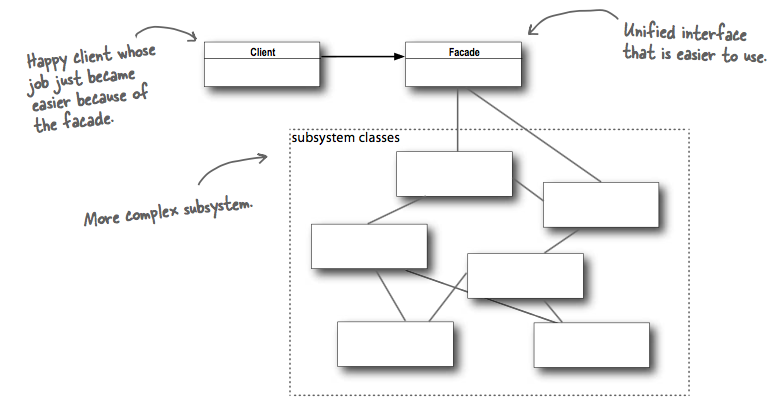 Happy client whose
job just became
easier because of
the facade.
Client
Facade
Unified interface
that is easier to use.
subsystem classes
More complex subsystem.